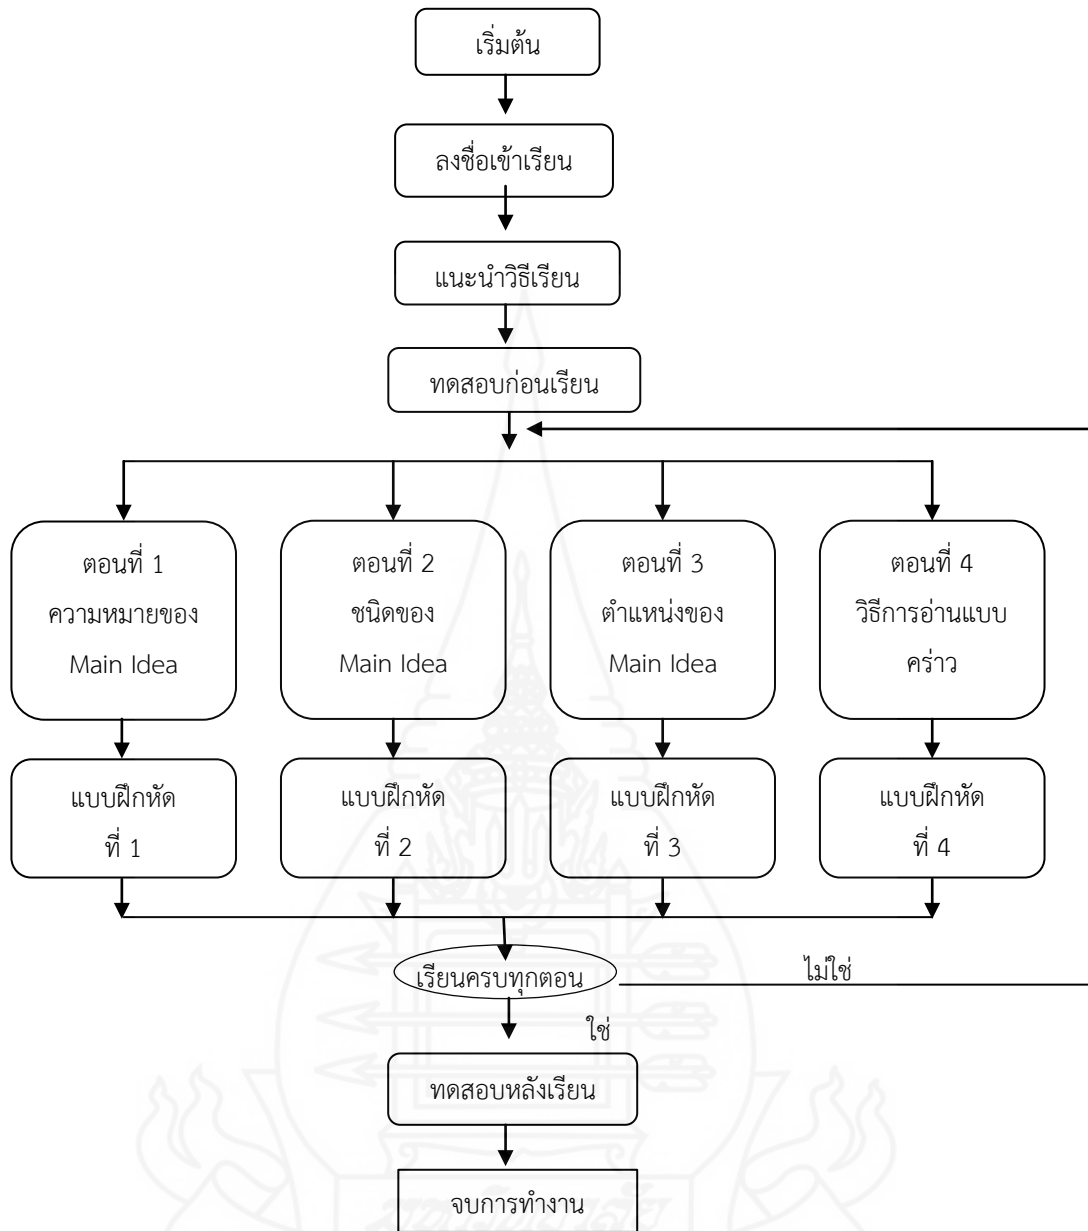 เริ่มต้น
ลงชื่อเข้าเรียน
แนะนำวิธีเรียน
ทดสอบก่อนเรียน
ตอนที่ 1
ความหมายของ
Main Idea
ตอนที่ 2
ชนิดของ
Main Idea
ตอนที่ 3
ตำแหน่งของ
Main Idea
ตอนที่ 4
วิธีการอ่านแบบ
คร่าว
แบบฝึกหัด
ที่ 1
แบบฝึกหัด
ที่ 2
แบบฝึกหัด
ที่ 3
แบบฝึกหัด
ที่ 4
เรียนครบทุกตอน
ไม่ใช่
ใช่
ทดสอบหลังเรียน
จบการทำงาน